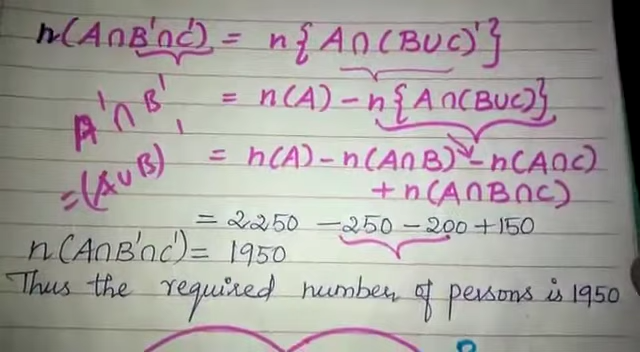 n(A∩B'∩C') = n{A∩(B∪C)'}
A'∩B' = n(A) - n{A∩(B∪C)}
=(A∪B)' = n(A) - n(A∩B) - n(A∩C)
+ n(A∩B∩C)
= 2250 - 250 - 200 + 150
n(A∩B'∩C') = 1950
Thus the required number of persons is 1950